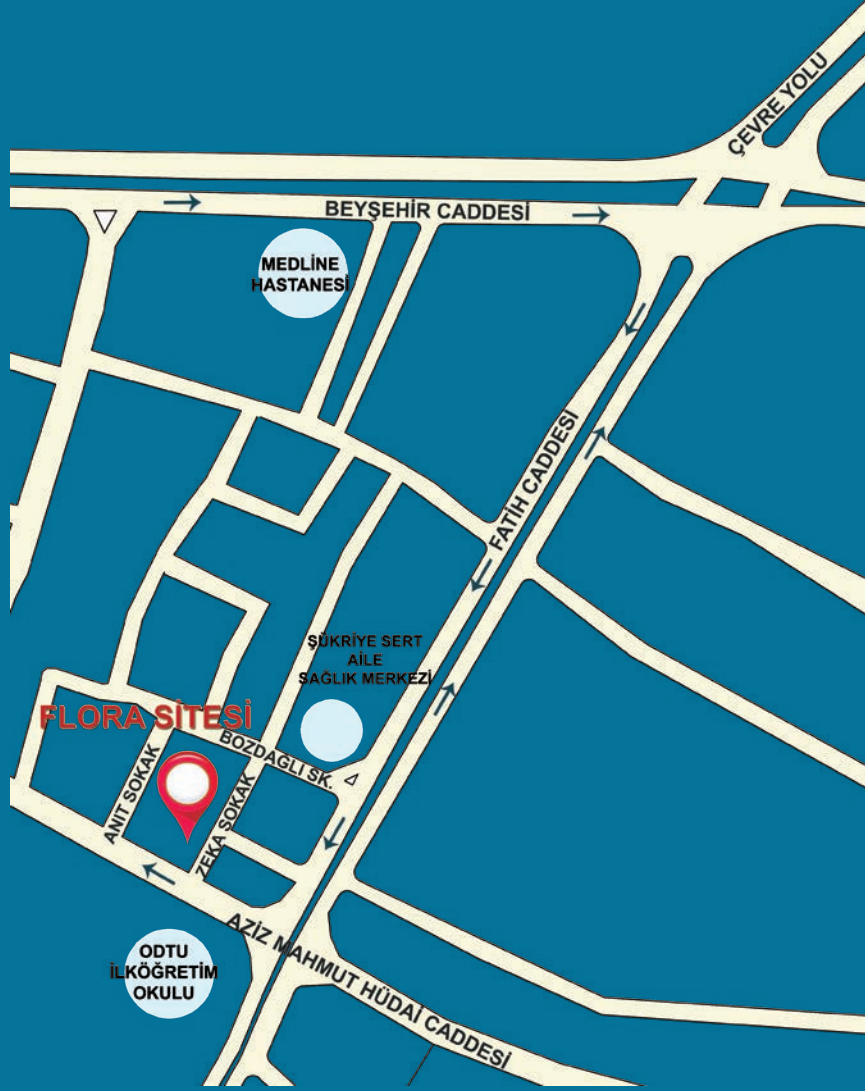 ÇEVRE YOLU
BEYŞEHİR CADDESİ
MEDLİNE
HASTANESİ
FATİH CADDESİ
ŞÜKRİYE SERT
AİLE
SAĞLIK MERKEZİ
FLORA SİTESİ
BOZDAĞLI SK.
ANIT SOKAK
ZEKA SOKAK
AZİZ MAHMUT HÜDAİ CADDESİ
ODTU
İLKÖĞRETİM
OKULU